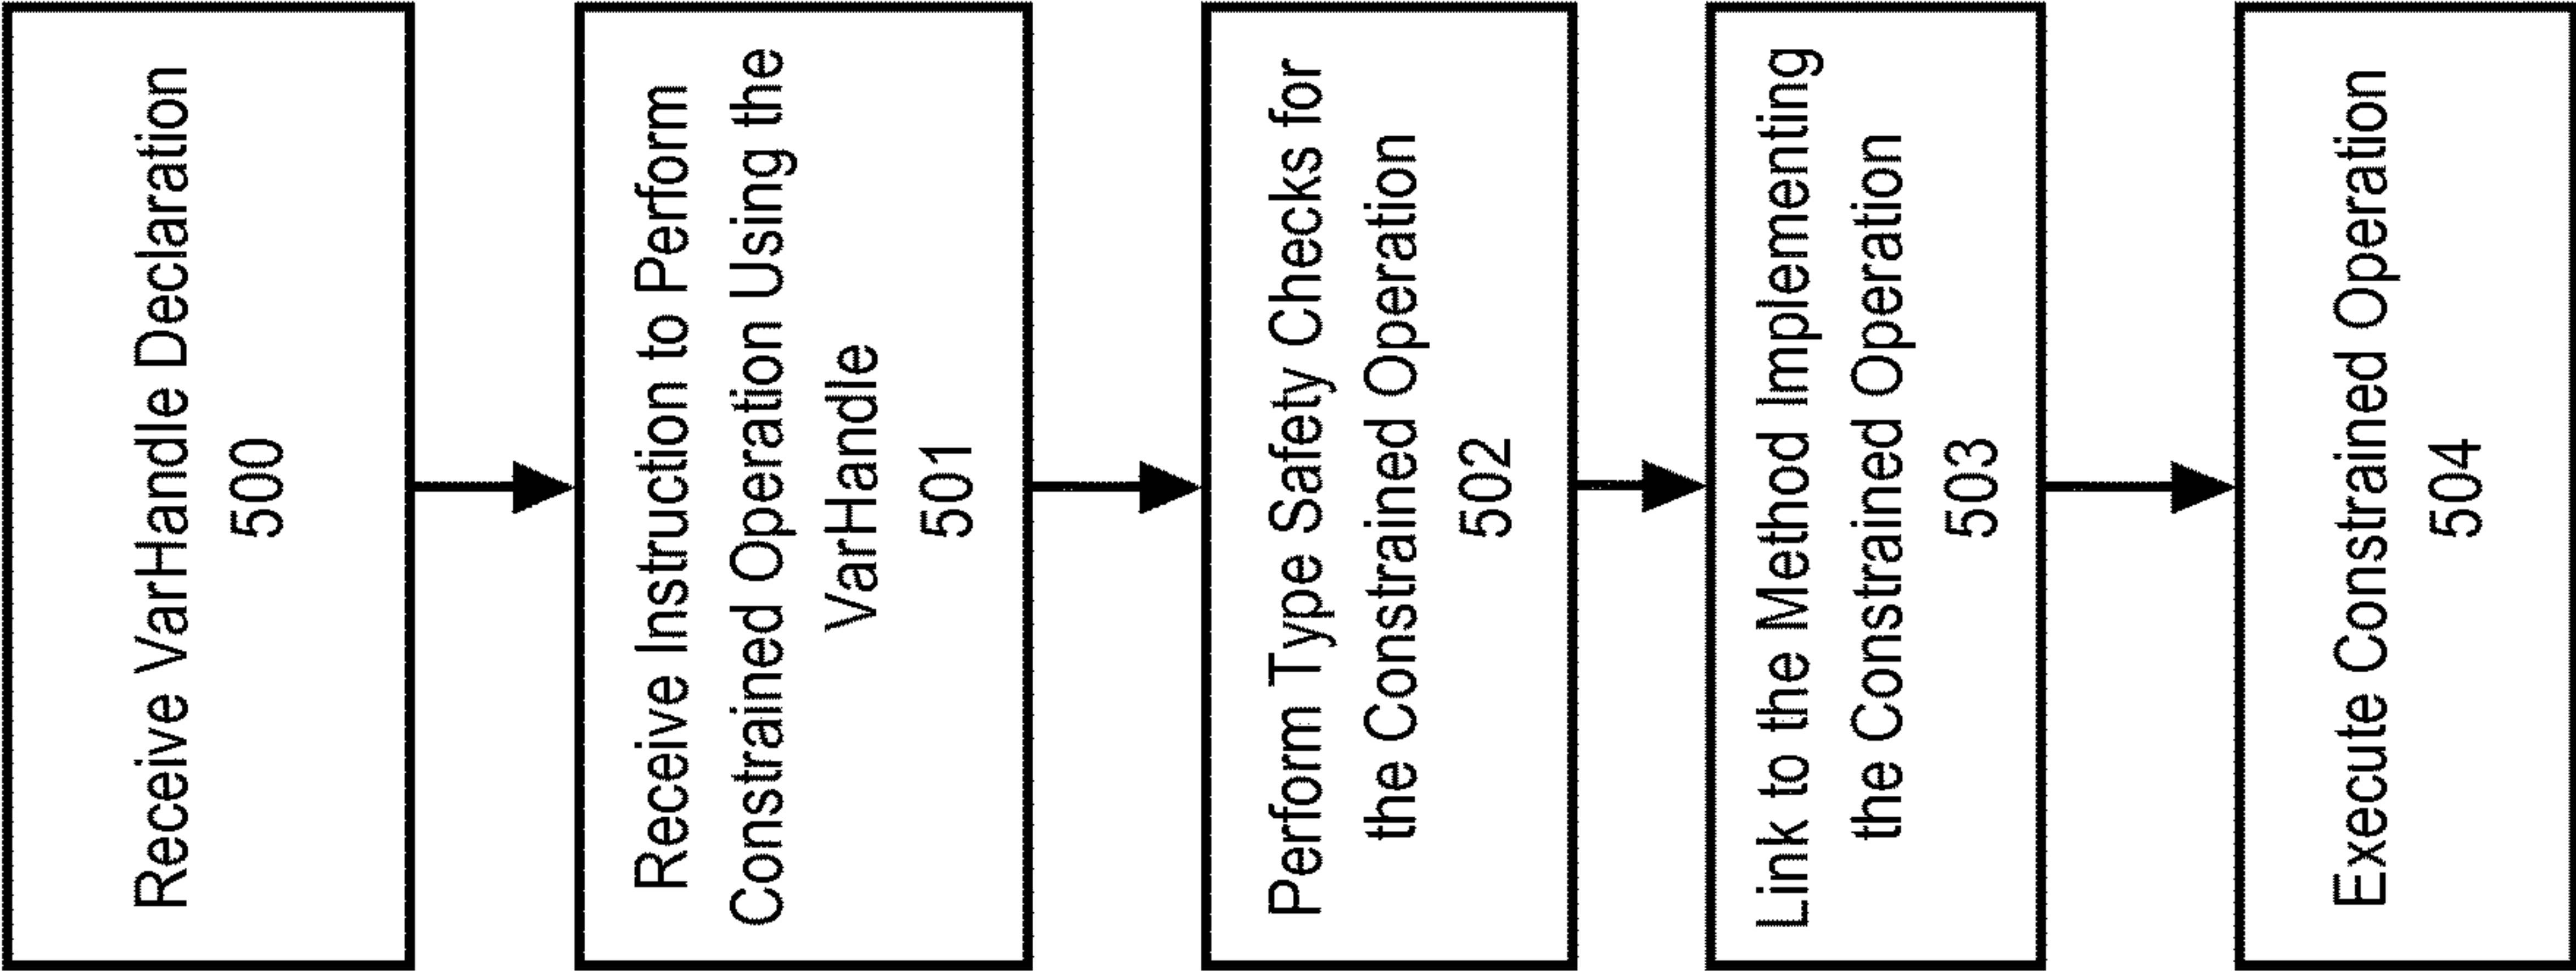 Receive VarHandle Declaration
500
Receive Instruction to Perform
Constrained Operation Using the
VarHandle
501
Perform Type Safety Checks for
the Constrained Operation
502
Link to the Method Implementing
the Constrained Operation
503
Execute Constrained Operation
504